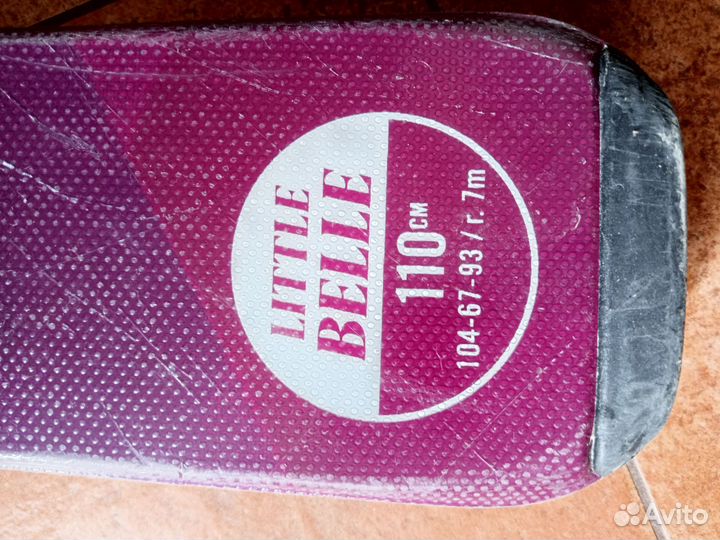 LITTLE
BELLE
110CM
104-67-93 / r. 7m
Avito